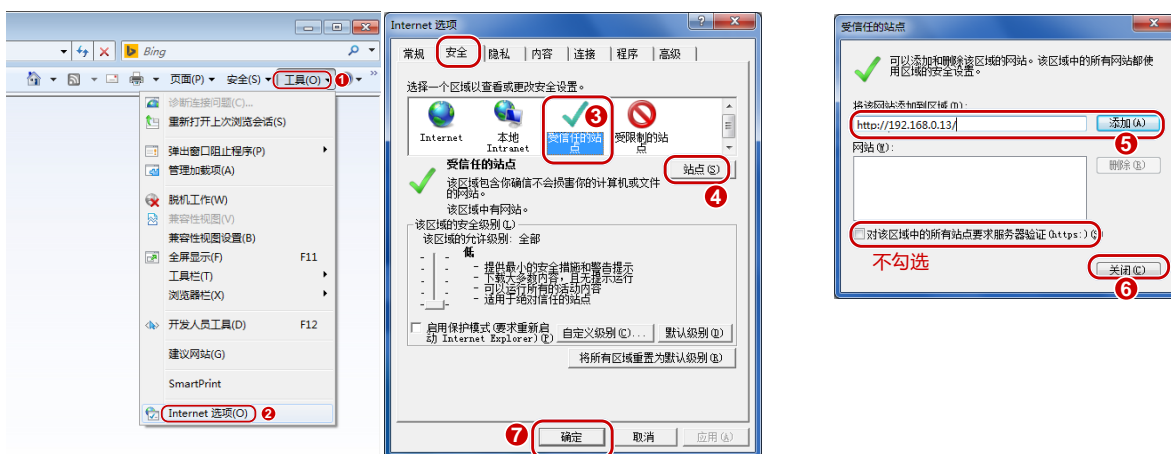 Bing
页面(P)
安全(S)
工具(O)
1
诊断连接问题(C)...
重新打开上次浏览会话(S)
弹出窗口阻止程序(P)
管理加载项(A)
脱机工作(W)
兼容性视图(V)
兼容性视图设置(B)
全屏显示(F) F11
工具栏(T)
浏览器栏(X)
开发人员工具(D) F12
建议网站(G)
SmartPrint
Internet 选项(O) 2
Internet 选项
常规 安全 隐私 内容 连接 程序 高级
选择一个区域以查看或更改安全设置。
3
Internet
本地
Intranet
受信任的站
点
受限制的站
点
受信任的站点
站点(S)
4
该区域包含你确信不会损害你的计算机或文件
的网站。
该区域中有网站。
该区域的安全级别(L)
该区域的允许级别: 全部
低
- 提供最小的安全措施和警告提示
- 下载大多数内容，且无提示运行
- 可以运行所有的活动内容
- 适用于绝对信任的站点
启用保护模式(要求重新启
动 Internet Explorer)(P)
自定义级别(C)...
默认级别(D)
将所有区域重置为默认级别(R)
7
确定
取消
应用(A)
受信任的站点
可以添加和删除该区域的网站。该区域中的所有网站都使
用区域的安全设置。
将该网站添加到区域(D):
http://192.168.0.13/
添加(A)
5
网站(W):
删除(R)
对该区域中的所有站点要求服务器验证(https:)(S)
不勾选
关闭(C)
6